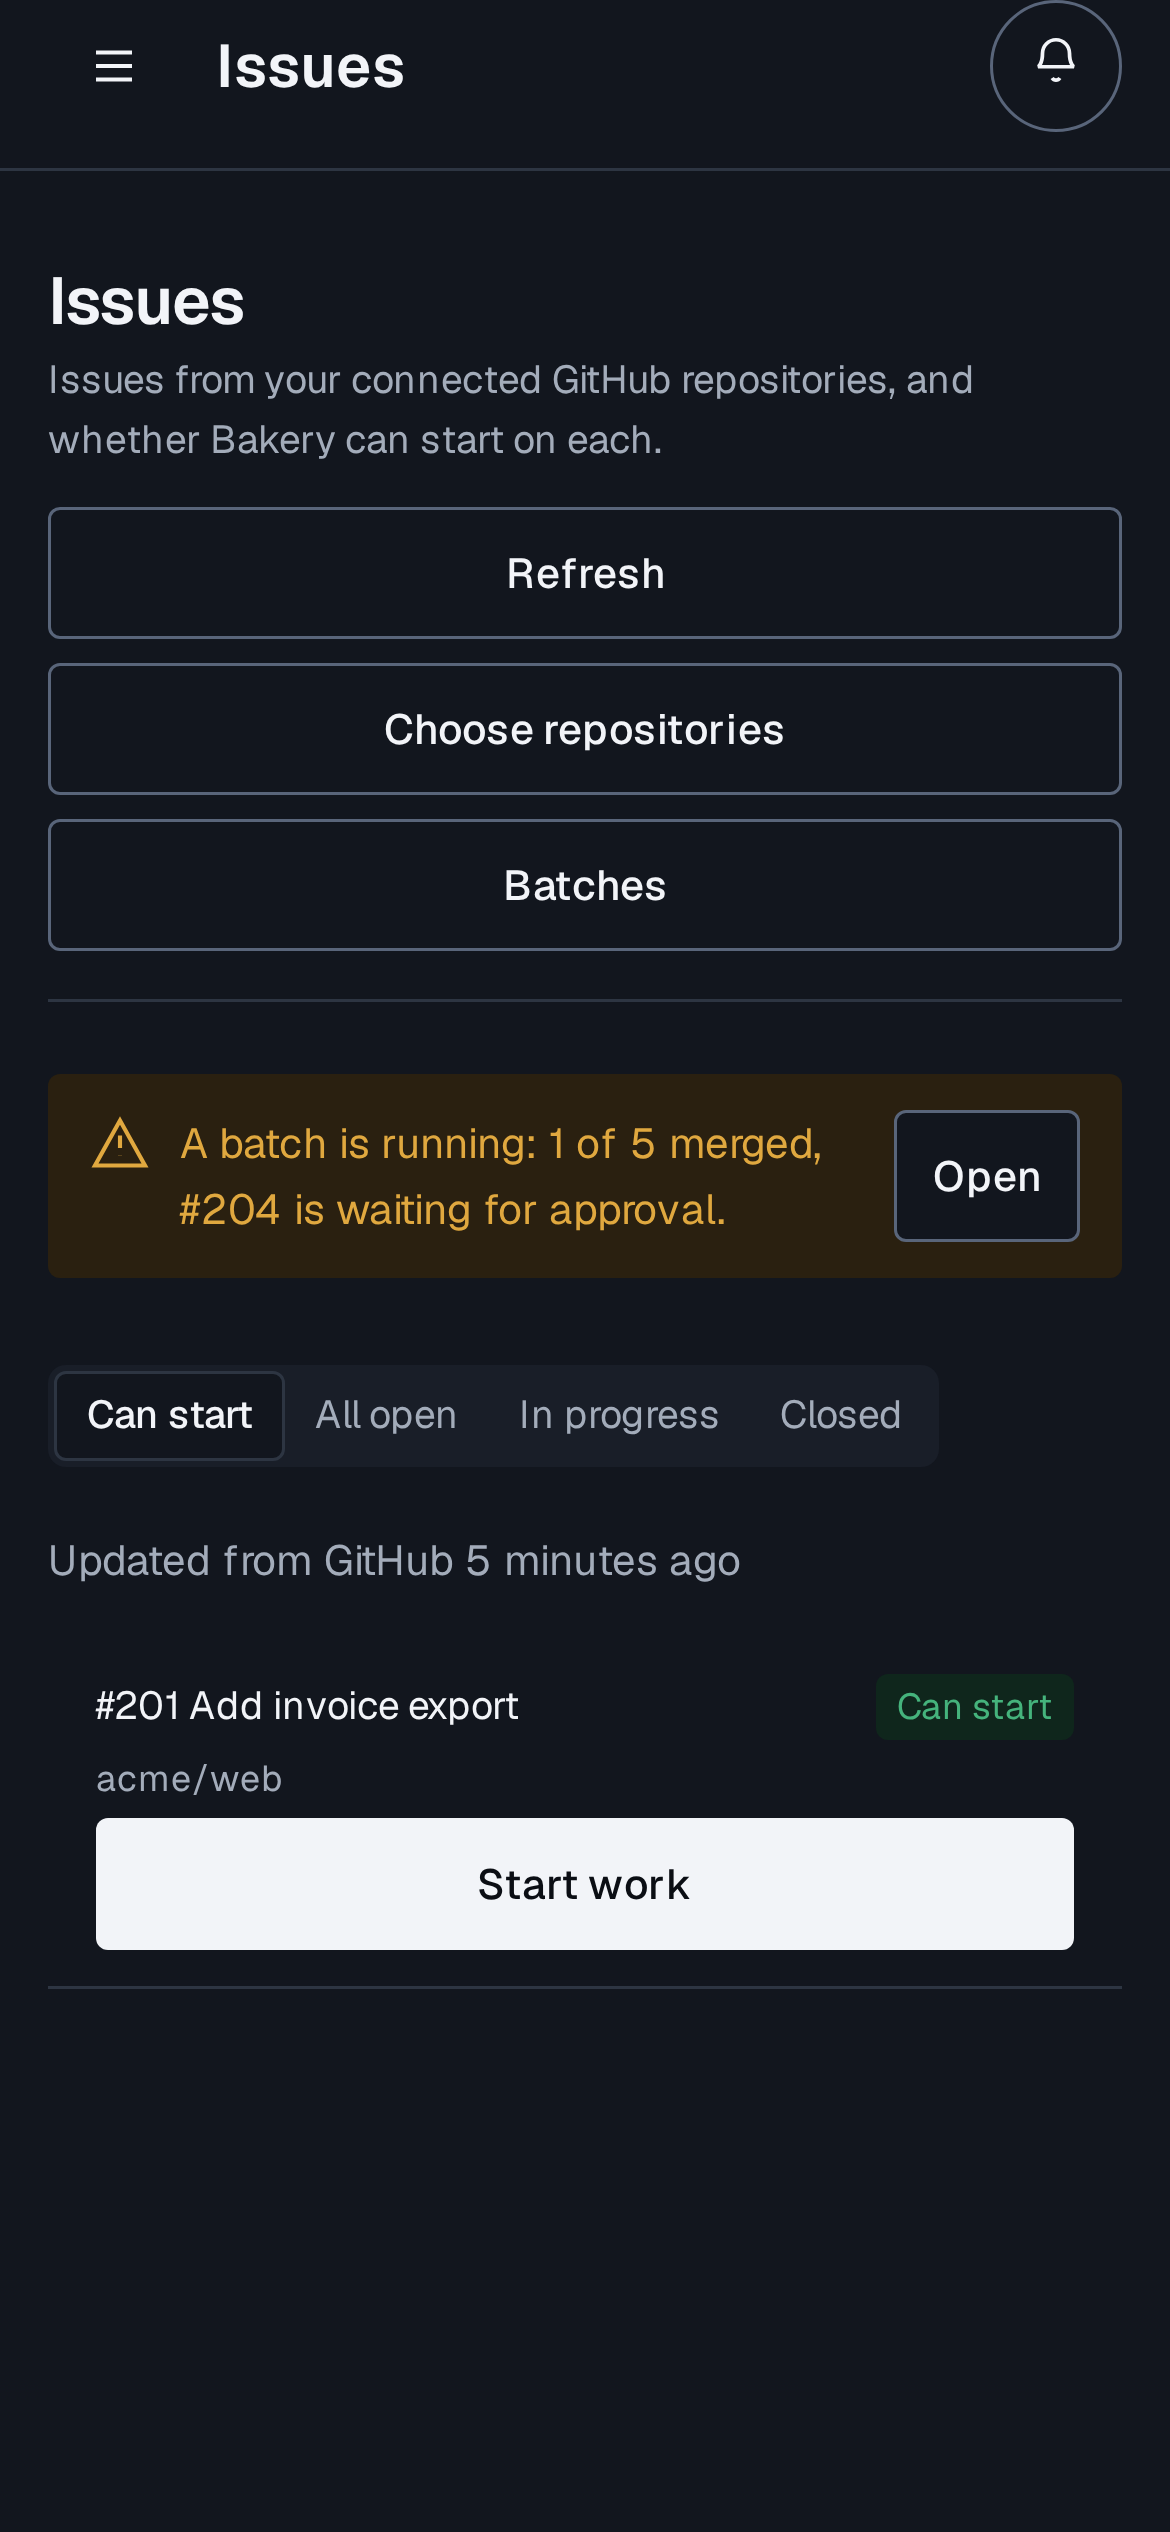 Issues
Issues
Issues from your connected GitHub repositories, and
whether Bakery can start on each.
Refresh
Choose repositories
Batches
A batch is running: 1 of 5 merged,
#204 is waiting for approval.
Open
Can start All open In progress Closed
Updated from GitHub 5 minutes ago
#201 Add invoice export Can start
acme/web
Start work